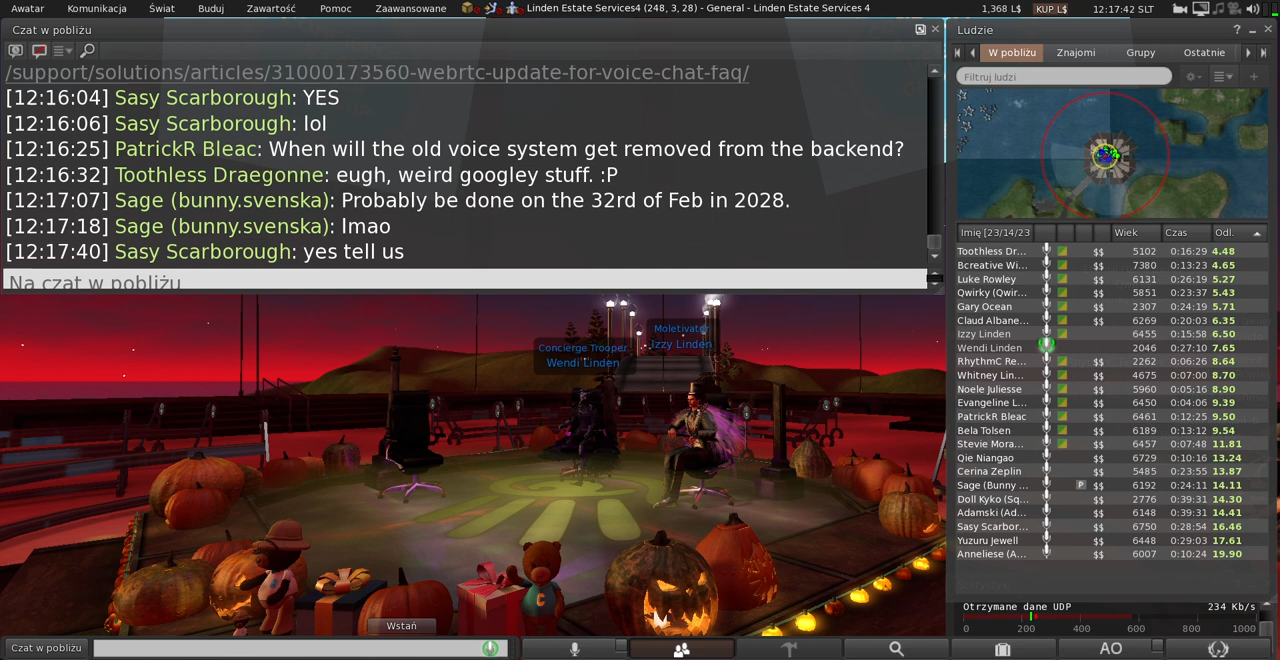 Awatar Komunikacja Świat Buduj Zawartość Pomoc Zaawansowane Linden Estate Services4 (248, 3, 28) - General - Linden Estate Services 4 1,368 L$ KUP L$ 12:17:42 SLT
Czat w pobliżu
/support/solutions/articles/31000173560-webrtc-update-for-voice-chat-faq/
[12:16:04] Sasy Scarborough: YES
[12:16:06] Sasy Scarborough: lol
[12:16:25] PatrickR Bleac: When will the old voice system get removed from the backend?
[12:16:32] Toothless Draegonne: eugh, weird googley stuff. :P
[12:17:07] Sage (bunny.svenska): Probably be done on the 32rd of Feb in 2028.
[12:17:18] Sage (bunny.svenska): lmao
[12:17:40] Sasy Scarborough: yes tell us
Na czat w pobliżu
Concierge Trooper
Wendi Linden
Moletivator
Izzy Linden
C
Wstań
Czat w pobliżu
AO
Ludzie
W pobliżu Znajomi Grupy Ostatnie
Filtruj ludzi
Imię [23/14/23 Wiek Czas Odl.
Toothless Dr... $$ 5102 0:16:29 4.48
Bcreative Wi... $$ 7380 0:13:23 4.65
Luke Rowley $$ 6131 0:26:19 5.27
Qwirky (Qwir... $$ 5851 0:23:37 5.43
Gary Ocean $$ 2307 0:24:19 5.71
Claud Albane... $$ 6269 0:20:03 6.35
Izzy Linden 6455 0:15:58 6.50
Wendi Linden 2046 0:27:10 7.65
RhythmC Re... $$ 2262 0:06:26 8.64
Whitney Lin... $$ 4675 0:07:00 8.70
Noele Juliesse $$ 5960 0:05:16 8.90
Evangeline L... $$ 6450 0:04:06 9.39
PatrickR Bleac $$ 6461 0:12:25 9.50
Bela Tolsen $$ 6189 0:13:12 9.54
Stevie Mora... $$ 6457 0:07:48 11.81
Qie Niangao $$ 6729 0:10:16 13.24
Cerina Zeplin $$ 5485 0:23:55 13.87
Sage (Bunny ... P $$ 6192 0:24:11 14.11
Doll Kyko (Sq... $$ 2776 0:39:31 14.30
Adamski (Ad... $$ 6148 0:39:31 14.41
Sasy Scarbor... $$ 6750 0:28:54 16.46
Yuzuru Jewell $$ 6448 0:29:03 17.61
Anneliese (A... $$ 6007 0:10:24 19.90
Otrzymane dane UDP 234 Kb/s
0 200 400 600 800 1000